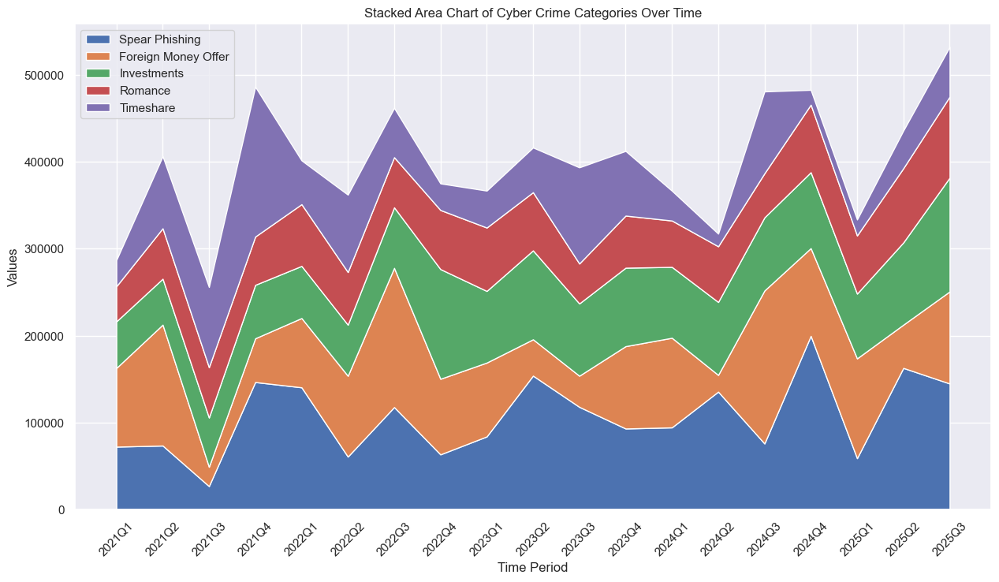 Stacked Area Chart of Cyber Crime Categories Over Time
Spear Phishing
Foreign Money Offer
Investments
Romance
Timeshare
500000
400000
300000
200000
100000
0
Values
2021Q1
2021Q2
2021Q3
2021Q4
2022Q1
2022Q2
2022Q3
2022Q4
2023Q1
2023Q2
2023Q3
2023Q4
2024Q1
2024Q2
2024Q3
2024Q4
2025Q1
2025Q2
2025Q3
Time Period